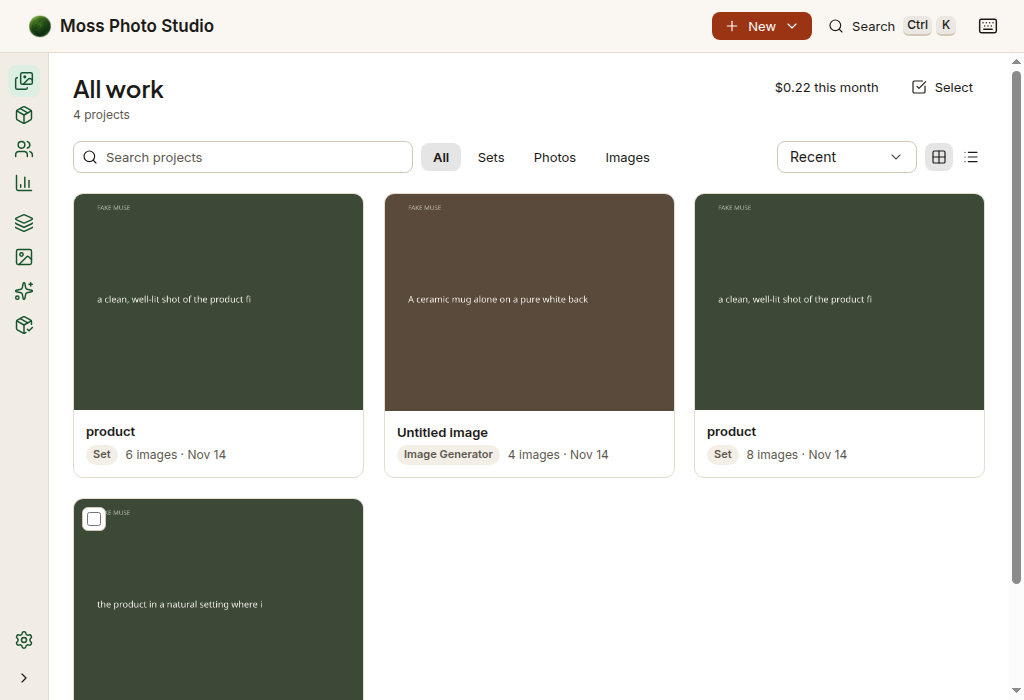 Moss Photo Studio
New
Search Ctrl K
All work
4 projects
$0.22 this month
Select
Search projects
All
Sets
Photos
Images
Recent
FAKE MUSE
a clean, well-lit shot of the product fi
product
Set 6 images · Nov 14
FAKE MUSE
A ceramic mug alone on a pure white back
Untitled image
Image Generator 4 images · Nov 14
FAKE MUSE
a clean, well-lit shot of the product fi
product
Set 8 images · Nov 14
MUSE
the product in a natural setting where i